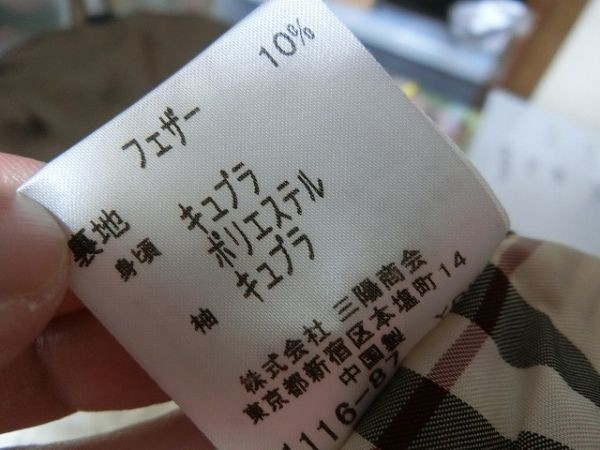 10%
フェザー
裏地
身頃 キュプラ
ポリエステル
袖 キュプラ
株式会社 三陽商会
東京都新宿区本塩町14
中国製
1116-87